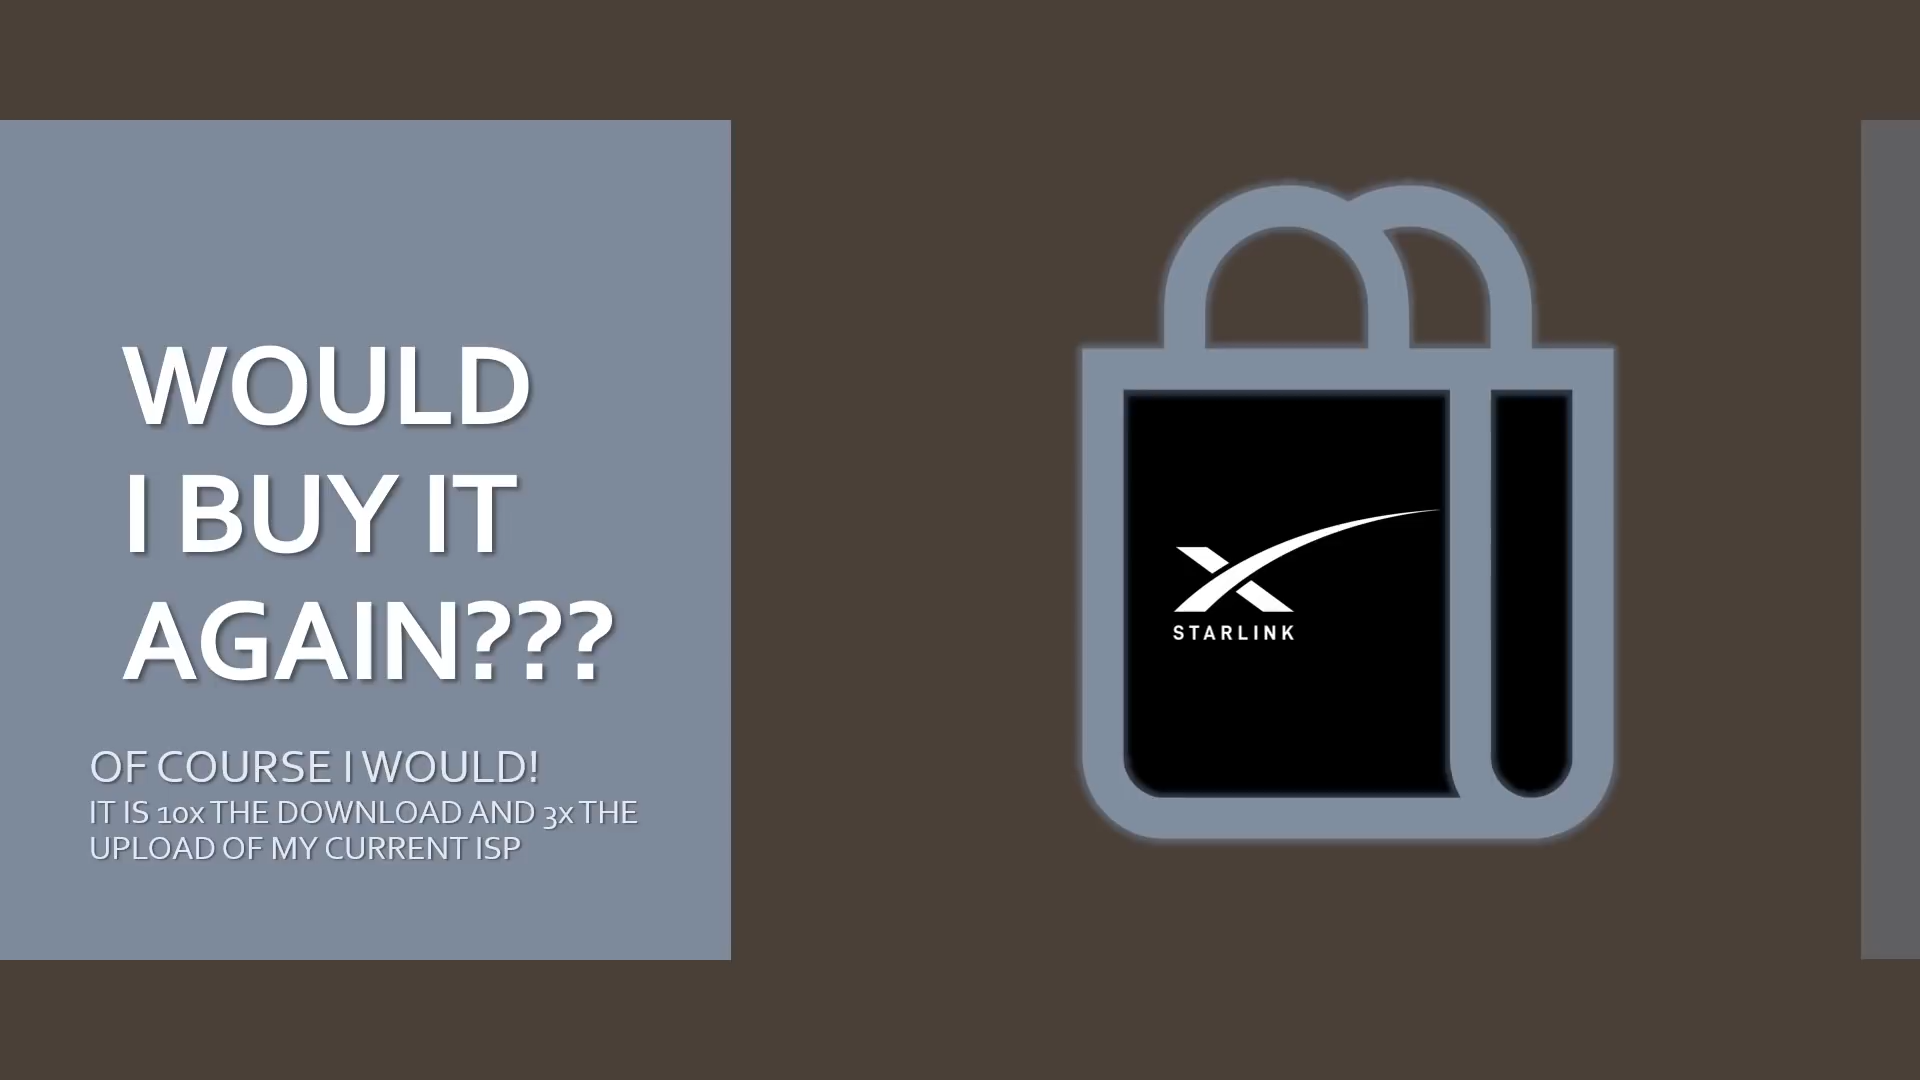 WOULD
I BUY IT
AGAIN???
OF COURSE I WOULD!
IT IS 10x THE DOWNLOAD AND 3x THE
UPLOAD OF MY CURRENT ISP
STARLINK